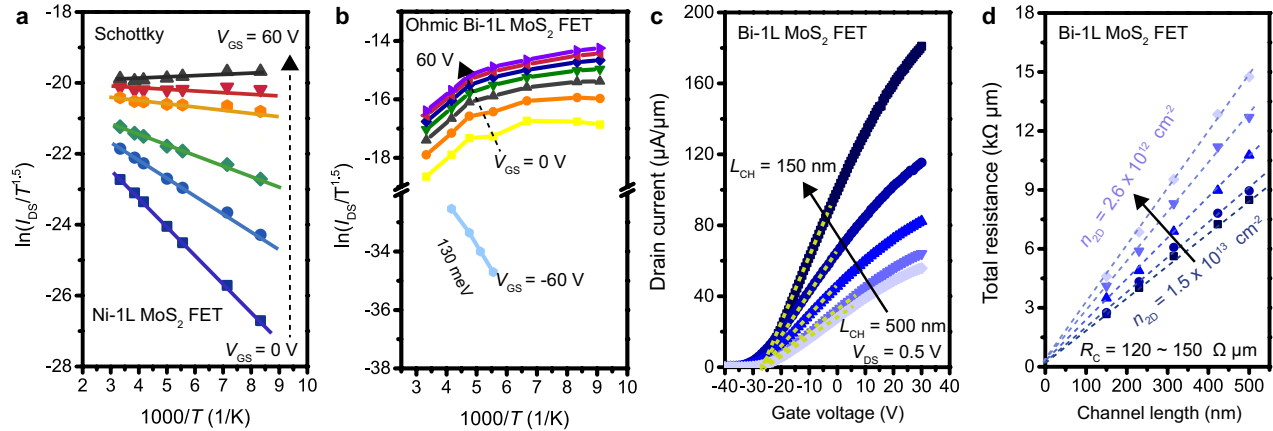 a
Schottky
V_GS = 60 V
Ni-1L MoS₂ FET
V_GS = 0 V
ln(I_DS/T^1.5)
-18
-20
-22
-24
-26
-28
2 3 4 5 6 7 8 9 10
1000/T (1/K)
b
Ohmic Bi-1L MoS₂ FET
60 V
V_GS = 0 V
130 meV
V_GS = -60 V
ln(I_DS/T^1.5)
-14
-16
-18
-34
-36
-38
2 3 4 5 6 7 8 9 10
1000/T (1/K)
c
Bi-1L MoS₂ FET
L_CH = 150 nm
L_CH = 500 nm
V_DS = 0.5 V
Drain current (μA/μm)
200
160
120
80
40
0
-40 -30 -20 -10 0 10 20 30 40
Gate voltage (V)
d
Bi-1L MoS₂ FET
n_2D = 2.6 x 10¹² cm⁻²
n_2D = 1.5 x 10¹³ cm⁻²
R_C = 120 ~ 150 Ω μm
Total resistance (kΩ μm)
18
15
12
9
6
3
0
0 100 200 300 400 500
Channel length (nm)